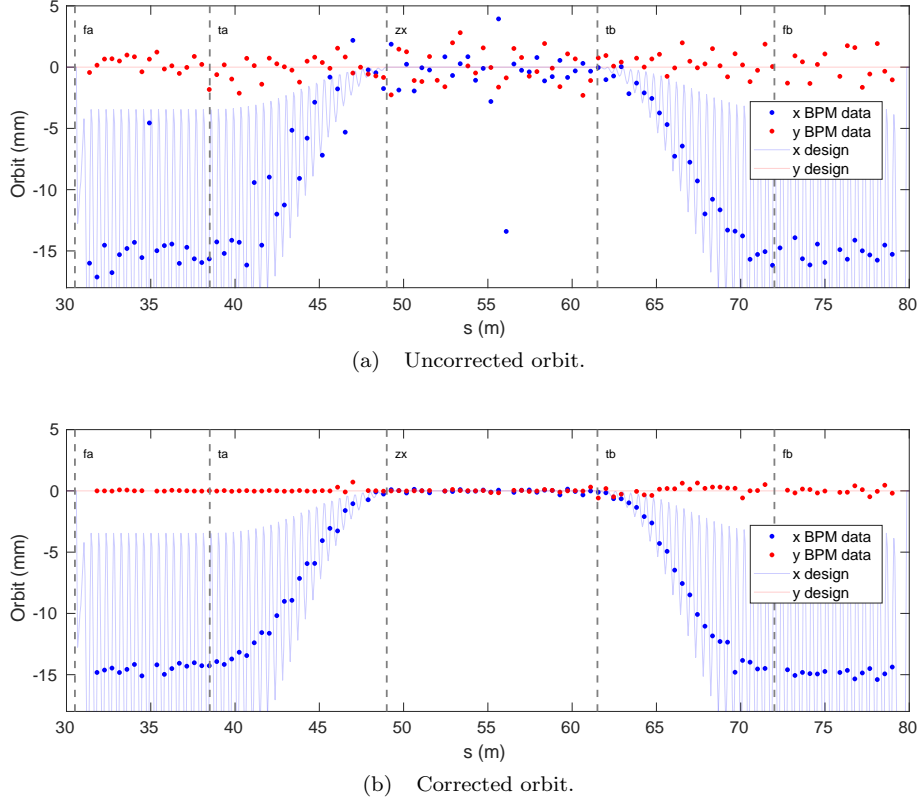 5
fa ta zx tb fb
0
x BPM data
y BPM data
x design
y design
-5
-10
-15
Orbit (mm)
30 35 40 45 50 55 60 65 70 75 80
s (m)
(a) Uncorrected orbit.
5
fa ta zx tb fb
0
x BPM data
y BPM data
x design
y design
-5
-10
-15
Orbit (mm)
30 35 40 45 50 55 60 65 70 75 80
s (m)
(b) Corrected orbit.